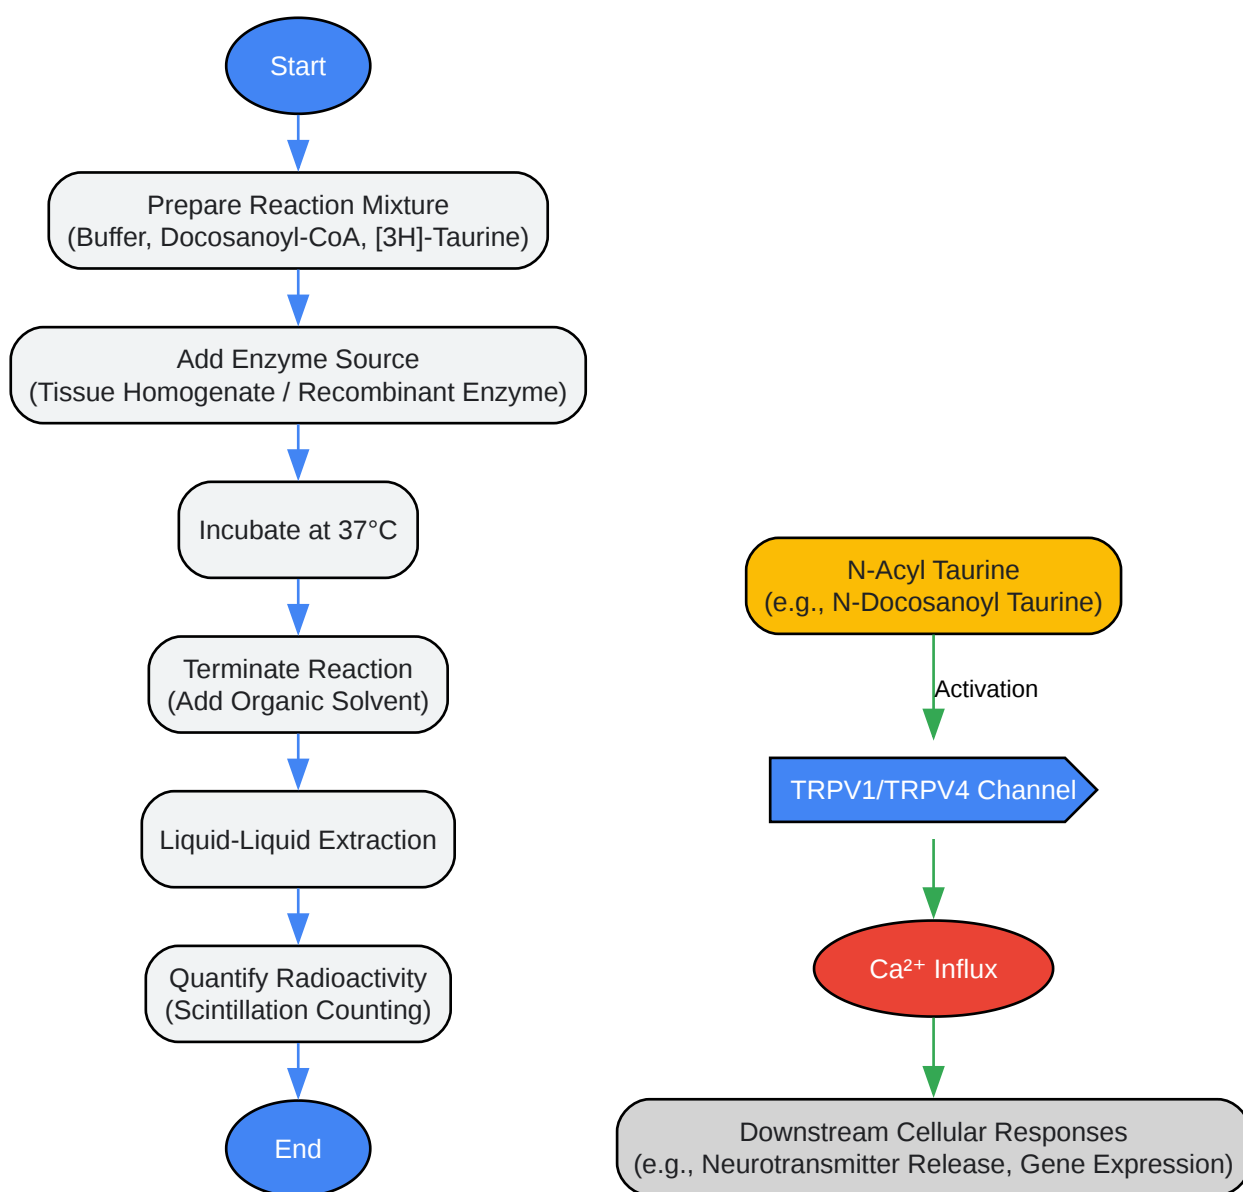 Start
Prepare Reaction Mixture
(Buffer, Docosanoyl-CoA, [3H]-Taurine)
Add Enzyme Source
(Tissue Homogenate / Recombinant Enzyme)
Incubate at 37°C
Terminate Reaction
(Add Organic Solvent)
Liquid-Liquid Extraction
Quantify Radioactivity
(Scintillation Counting)
End
N-Acyl Taurine
(e.g., N-Docosanoyl Taurine)
Activation
TRPV1/TRPV4 Channel
Ca²⁺ Influx
Downstream Cellular Responses
(e.g., Neurotransmitter Release, Gene Expression)